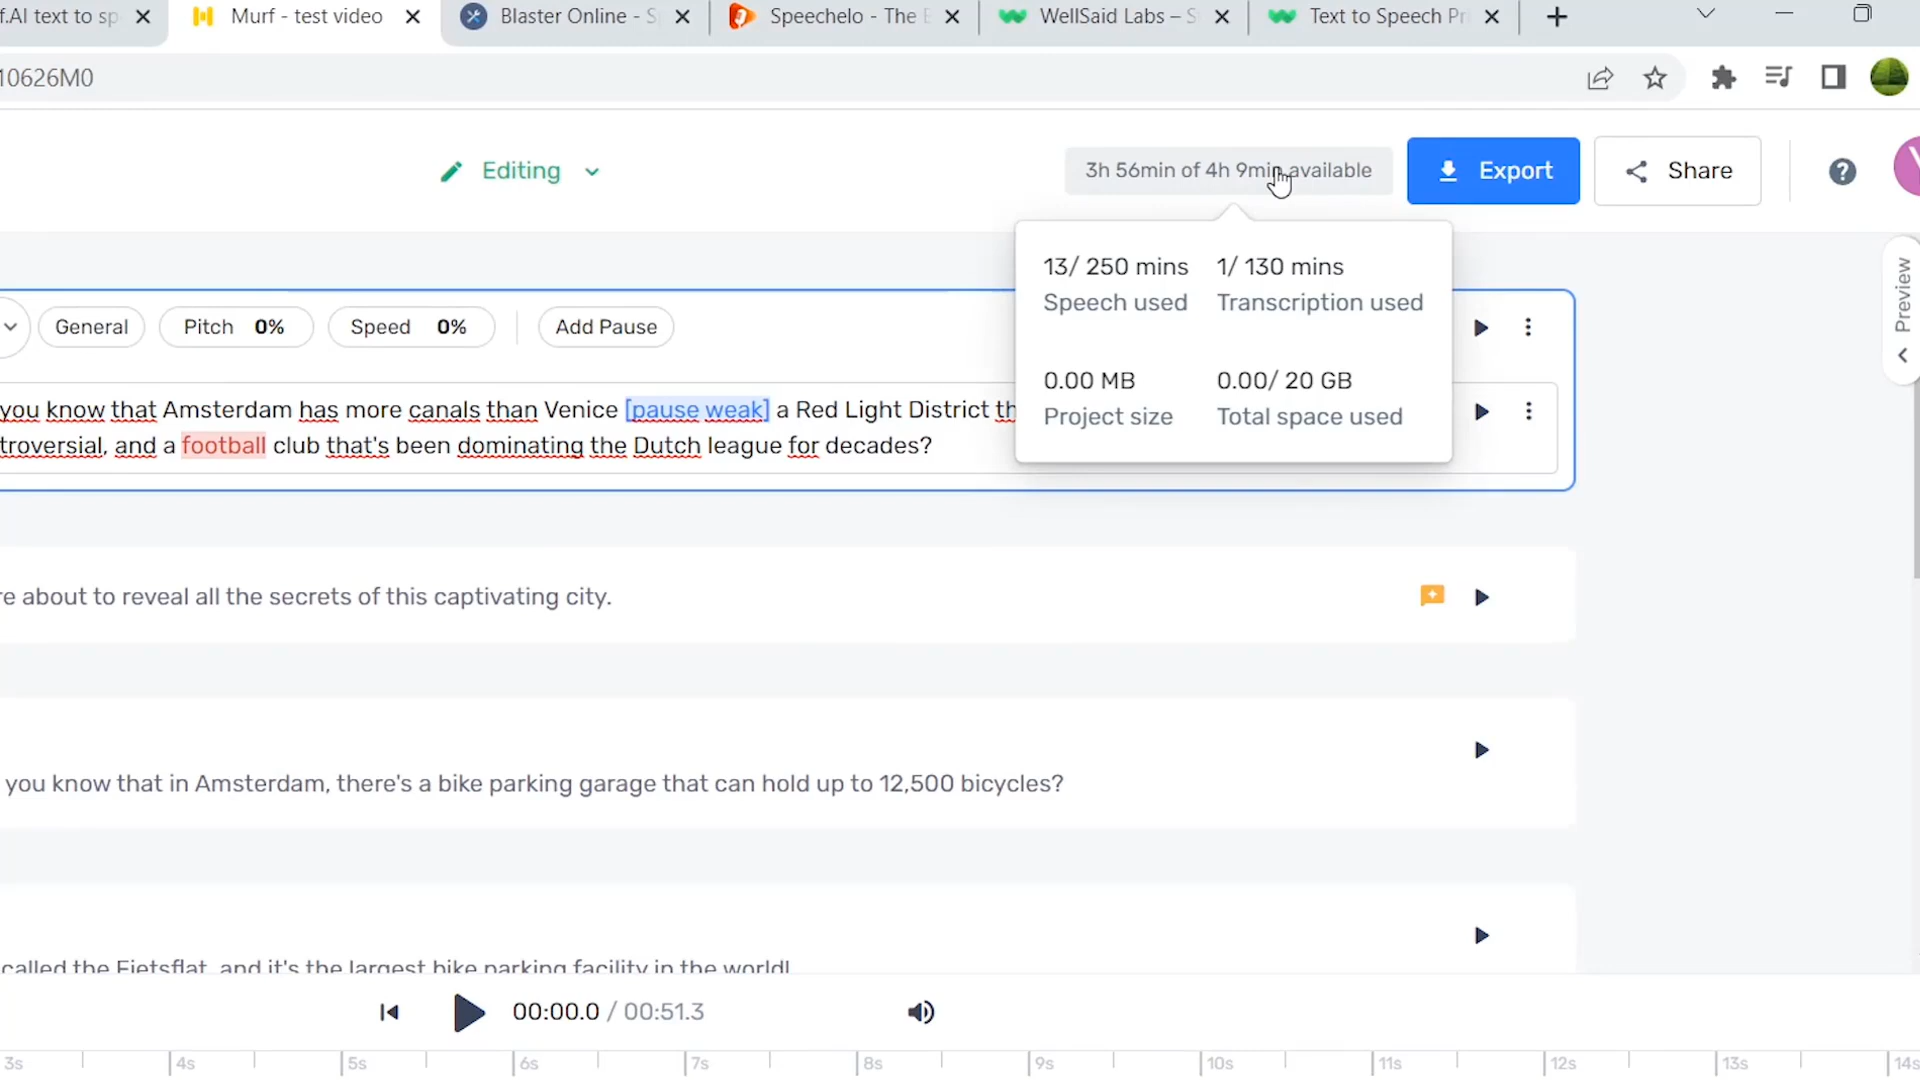 f.AI text to sp
Murf - test video
Blaster Online - S
Speechelo - The B
WellSaid Labs – S
Text to Speech Pri
10626M0
Editing
3h 56min of 4h 9min available
Export
Share
13/ 250 mins
1/ 130 mins
Speech used
Transcription used
0.00 MB
0.00/ 20 GB
Project size
Total space used
Preview
General
Pitch 0%
Speed 0%
Add Pause
you know that Amsterdam has more canals than Venice [pause weak] a Red Light District th
troversial, and a football club that's been dominating the Dutch league for decades?
re about to reveal all the secrets of this captivating city.
you know that in Amsterdam, there's a bike parking garage that can hold up to 12,500 bicycles?
called the Fietsflat, and it's the largest bike parking facility in the world!
00:00.0 / 00:51.3
3s 4s 5s 6s 7s 8s 9s 10s 11s 12s 13s 14s